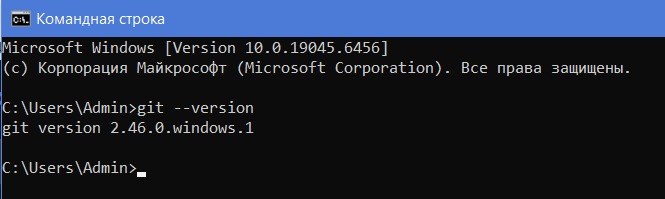 Командная строка
Microsoft Windows [Version 10.0.19045.6456]
(c) Корпорация Майкрософт (Microsoft Corporation). Все права защищены.
C:\Users\Admin>git --version
git version 2.46.0.windows.1
C:\Users\Admin>